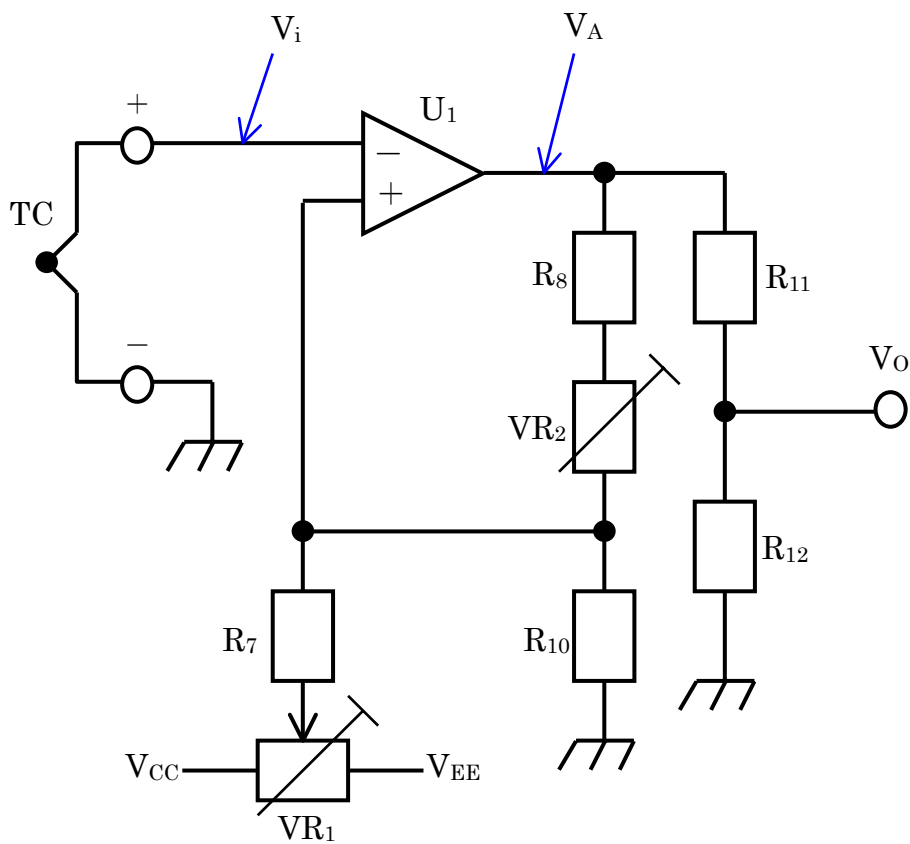 Vi
VA
+
U1
−
+
TC
R8
R11
−
VO
VR2
R12
R7
R10
VCC
VEE
VR1